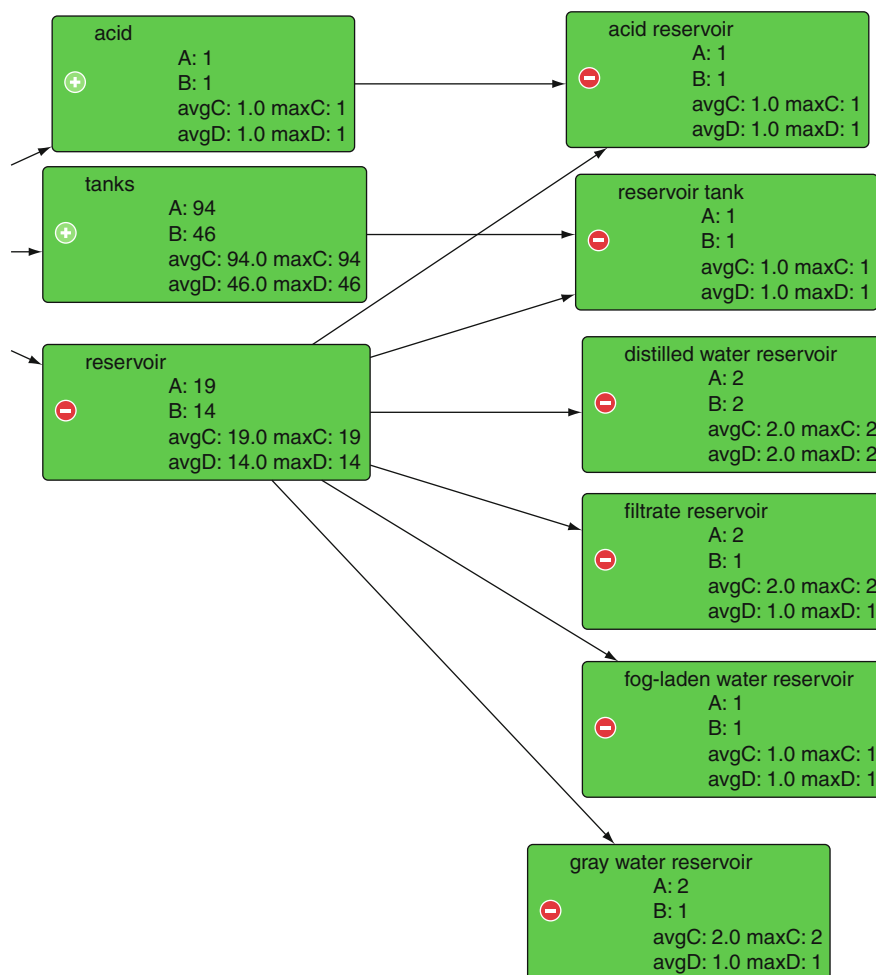 acid
A: 1
B: 1
avgC: 1.0 maxC: 1
avgD: 1.0 maxD: 1
tanks
A: 94
B: 46
avgC: 94.0 maxC: 94
avgD: 46.0 maxD: 46
reservoir
A: 19
B: 14
avgC: 19.0 maxC: 19
avgD: 14.0 maxD: 14
acid reservoir
A: 1
B: 1
avgC: 1.0 maxC: 1
avgD: 1.0 maxD: 1
reservoir tank
A: 1
B: 1
avgC: 1.0 maxC: 1
avgD: 1.0 maxD: 1
distilled water reservoir
A: 2
B: 2
avgC: 2.0 maxC: 2
avgD: 2.0 maxD: 2
filtrate reservoir
A: 2
B: 1
avgC: 2.0 maxC: 2
avgD: 1.0 maxD: 1
fog-laden water reservoir
A: 1
B: 1
avgC: 1.0 maxC: 1
avgD: 1.0 maxD: 1
gray water reservoir
A: 2
B: 1
avgC: 2.0 maxC: 2
avgD: 1.0 maxD: 1